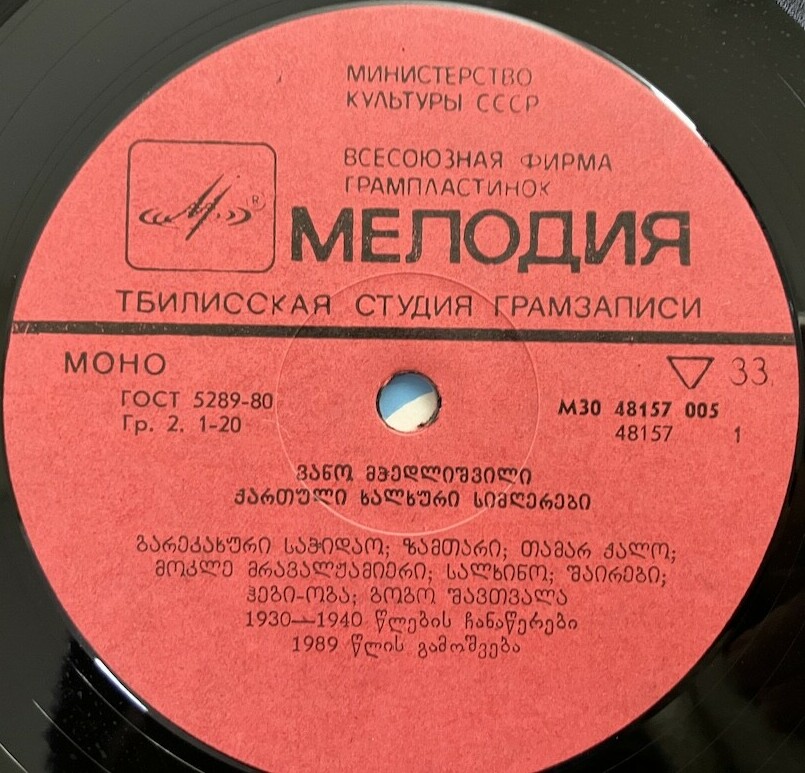 МИНИСТЕРСТВО
КУЛЬТУРЫ СССР
ВСЕСОЮЗНАЯ ФИРМА
ГРАМПЛАСТИНОК
®
МЕЛОДИЯ
ТБИЛИССКАЯ СТУДИЯ ГРАМЗАПИСИ
МОНО
33
ГОСТ 5289-80
М30 48157 005
Гр. 2. 1-20
48157 1
ვანო მჭედლიშვილი
ქართული ხალხური სიმღერები
გარეკახური საჭიდაო; ზამთარი; თამარ ქალო;
მოკლე მრავალჟამიერი; სალხინო; შაირები;
ჰეგი-ოგა; გოგო შავთვალა
1930—1940 წლების ჩანაწერები
1989 წლის გამოშვება